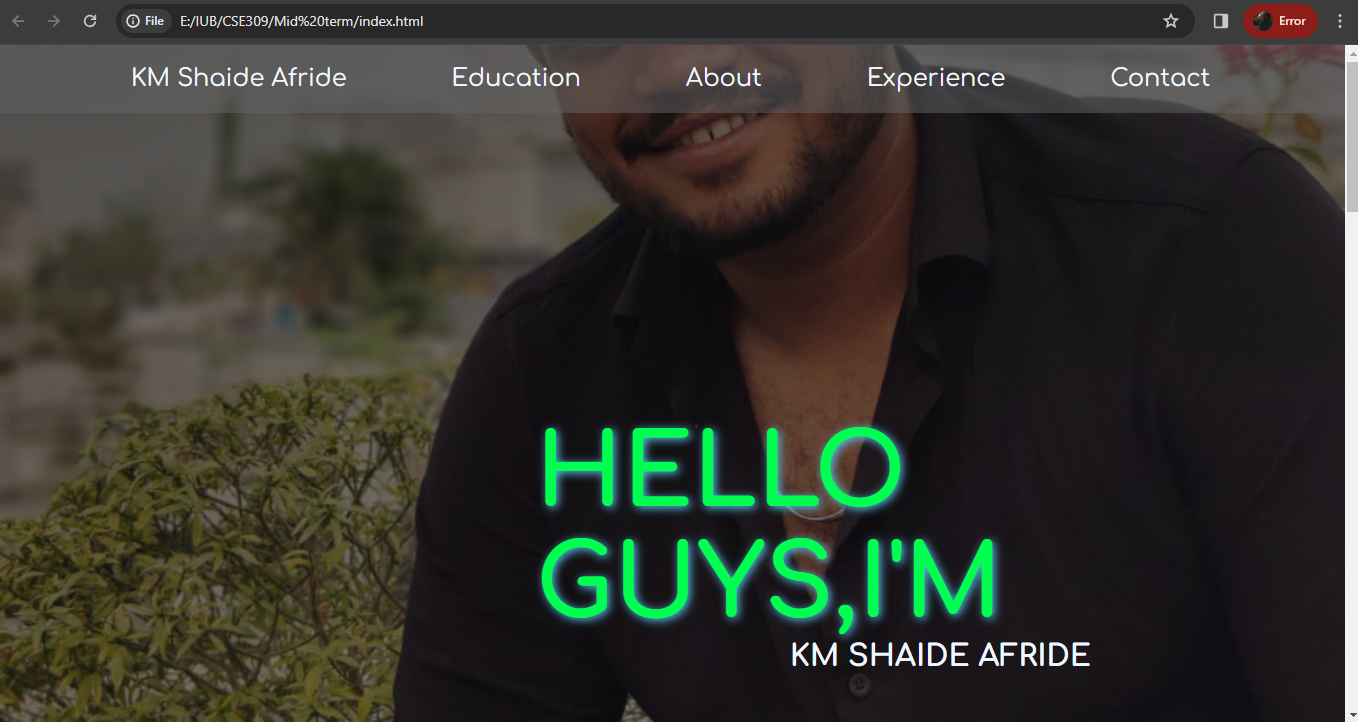 File E:/IUB/CSE309/Mid%20term/index.html Error
KM Shaide Afride Education About Experience Contact
HELLO
GUYS,I'M
KM SHAIDE AFRIDE